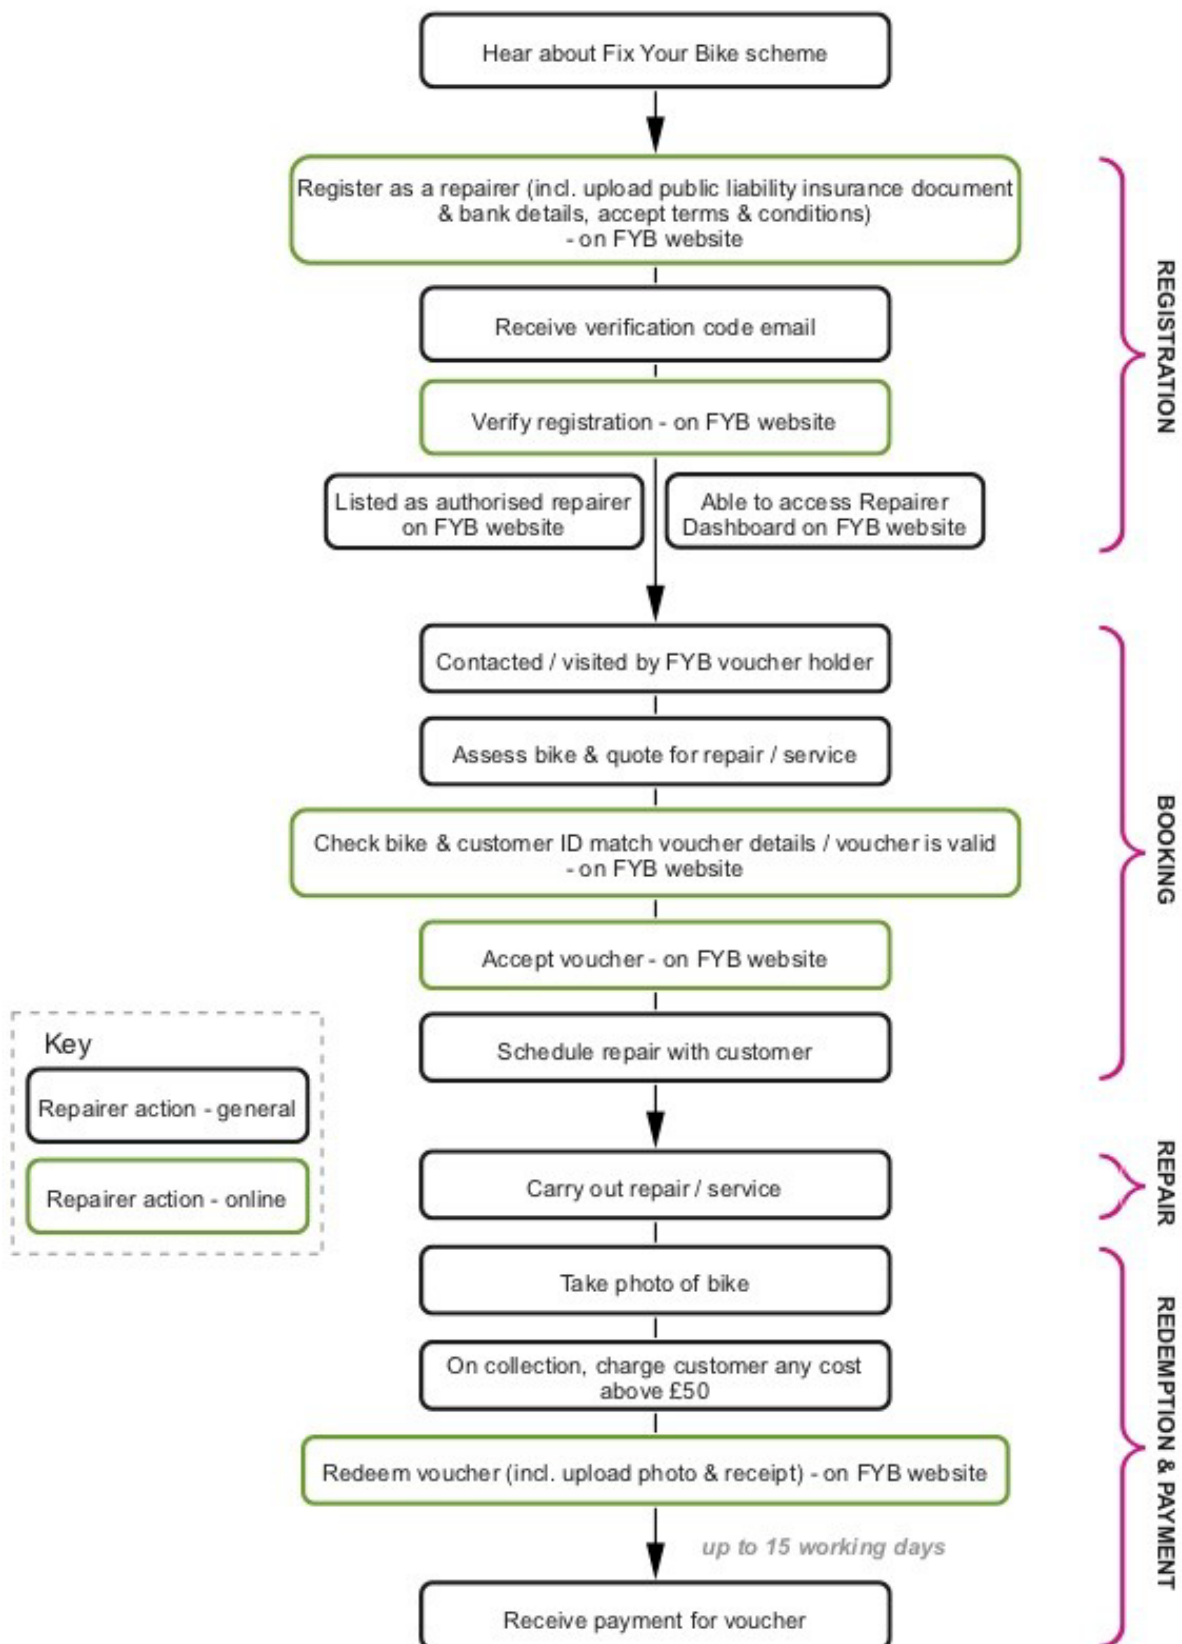 Hear about Fix Your Bike scheme
Register as a repairer (incl. upload public liability insurance document
& bank details, accept terms & conditions)
- on FYB website
Receive verification code email
Verify registration - on FYB website
Listed as authorised repairer
on FYB website
Able to access Repairer
Dashboard on FYB website
REGISTRATION
Contacted / visited by FYB voucher holder
Assess bike & quote for repair / service
Check bike & customer ID match voucher details / voucher is valid
- on FYB website
Accept voucher - on FYB website
Schedule repair with customer
BOOKING
Key
Repairer action - general
Repairer action - online
Carry out repair / service
REPAIR
Take photo of bike
On collection, charge customer any cost
above £50
Redeem voucher (incl. upload photo & receipt) - on FYB website
up to 15 working days
Receive payment for voucher
REDEMPTION & PAYMENT